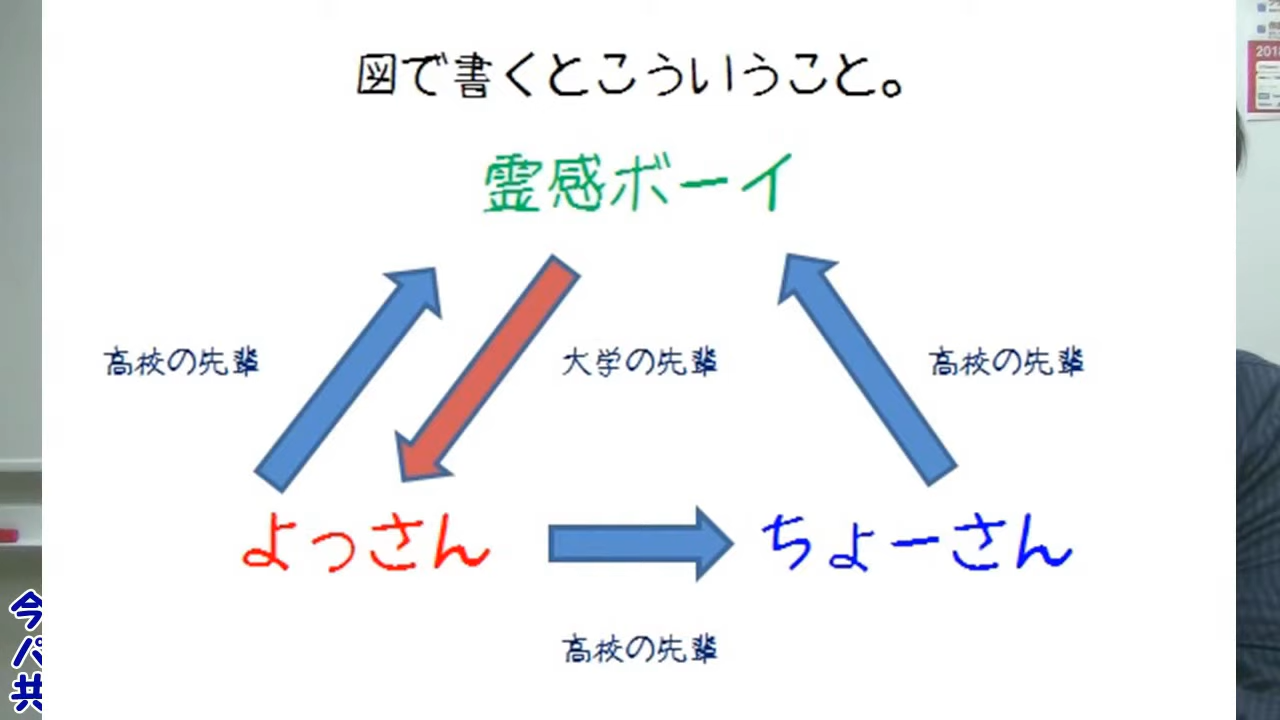 図で書くとこういうこと。
霊感ボーイ
高校の先輩
大学の先輩
高校の先輩
よっさん
ちょーさん
高校の先輩
今
パ
共
201